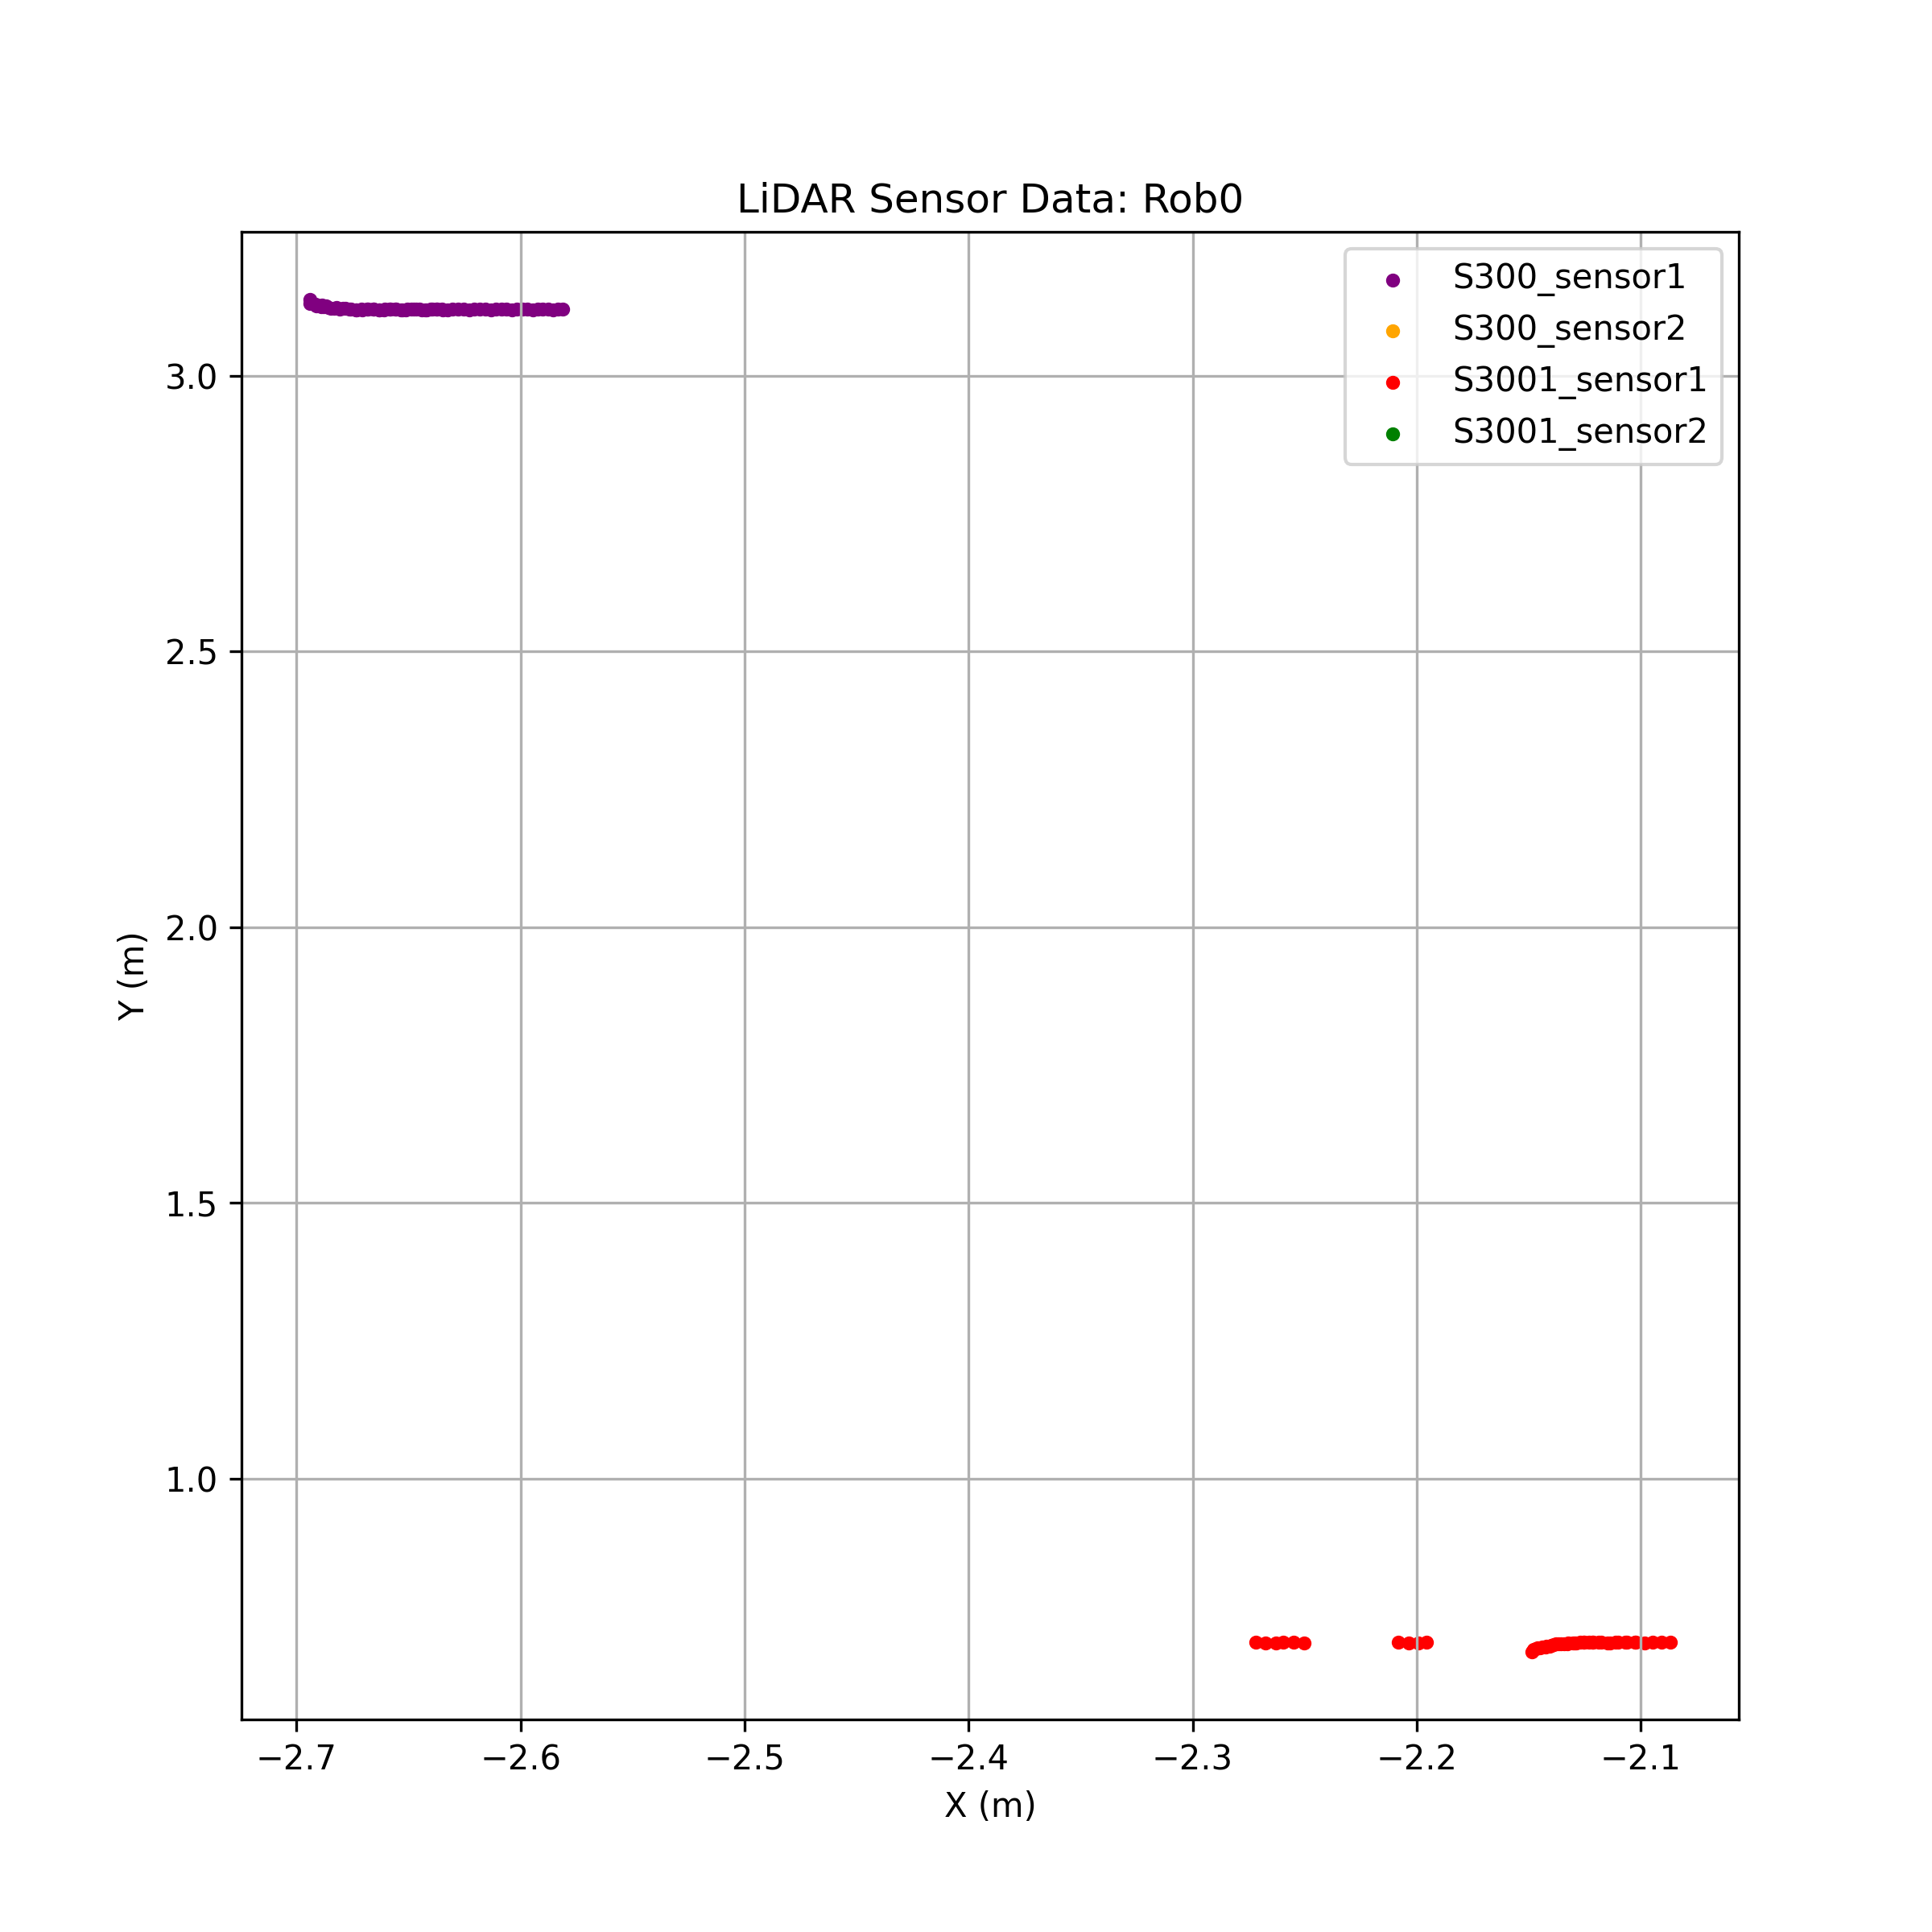 LiDAR Sensor Data: Rob0
S300_sensor1
S300_sensor2
S3001_sensor1
S3001_sensor2
3.0
2.5
2.0
1.5
1.0
Y (m)
−2.7 −2.6 −2.5 −2.4 −2.3 −2.2 −2.1
X (m)